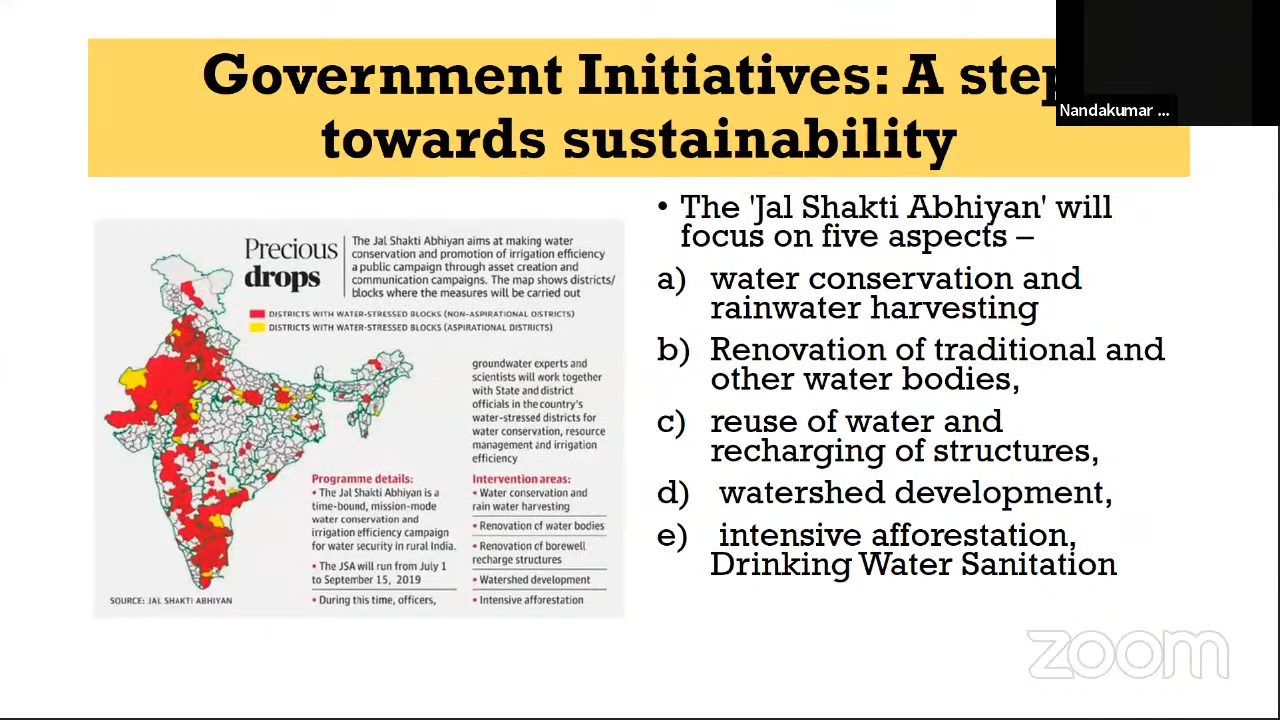 Government Initiatives: A step
towards sustainability
Nandakumar ...
Precious
drops
The Jal Shakti Abhiyan aims at making water
conservation and promotion of irrigation efficiency
a public campaign through asset creation and
communication campaigns. The map shows districts/
blocks where the measures will be carried out
DISTRICTS WITH WATER-STRESSED BLOCKS (NON-ASPIRATIONAL DISTRICTS)
DISTRICTS WITH WATER-STRESSED BLOCKS (ASPIRATIONAL DISTRICTS)
Programme details:
• The Jal Shakti Abhiyan is a
time-bound, mission-mode
water conservation and
irrigation efficiency campaign
for water security in rural India.
• The JSA will run from July 1
to September 15, 2019
• During this time, officers,
groundwater experts and
scientists will work together
with State and district
officials in the country's
water-stressed districts for
water conservation, resource
management and irrigation
efficiency
Intervention areas:
• Water conservation and
rain water harvesting
• Renovation of water bodies
• Renovation of borewell
recharge structures
• Watershed development
• Intensive afforestation
SOURCE: JAL SHAKTI ABHIYAN
• The 'Jal Shakti Abhiyan' will
focus on five aspects –
a) water conservation and
rainwater harvesting
b) Renovation of traditional and
other water bodies,
c) reuse of water and
recharging of structures,
d) watershed development,
e) intensive afforestation,
Drinking Water Sanitation
zoom